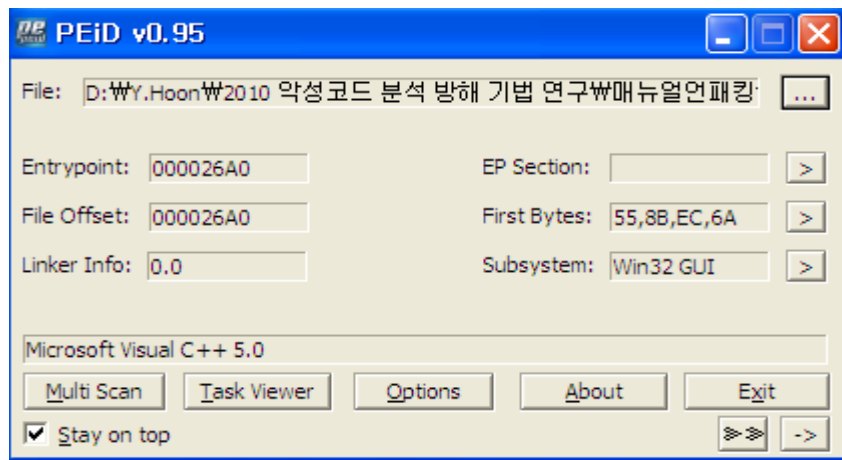 PEiD v0.95
File: D:₩Y.Hoon₩2010 악성코드 분석 방해 기법 연구₩매뉴얼언패킹 ...
Entrypoint: 000026A0 EP Section: >
File Offset: 000026A0 First Bytes: 55,8B,EC,6A >
Linker Info: 0.0 Subsystem: Win32 GUI >
Microsoft Visual C++ 5.0
Multi Scan Task Viewer Options About Exit
Stay on top ->